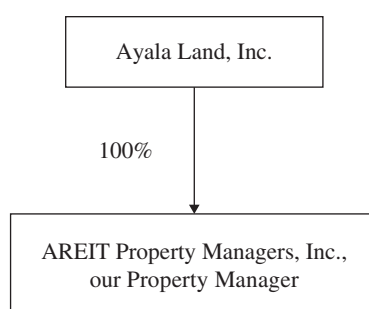 Ayala Land, Inc.
100%
AREIT Property Managers, Inc.,
our Property Manager